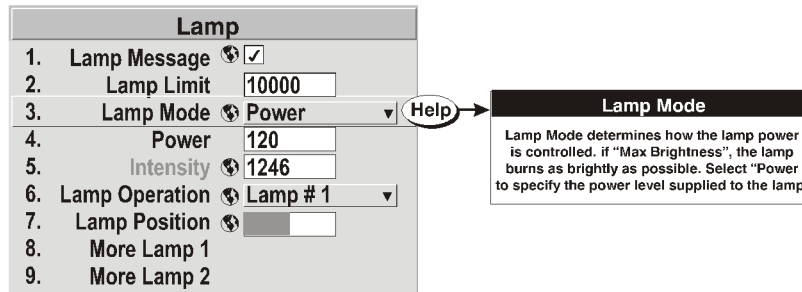 Lamp
1. Lamp Message
2. Lamp Limit 10000
3. Lamp Mode Power
4. Power 120
5. Intensity 1246
6. Lamp Operation Lamp # 1
7. Lamp Position
8. More Lamp 1
9. More Lamp 2
Help
Lamp Mode
Lamp Mode determines how the lamp power
is controlled. if “Max Brightness”, the lamp
burns as brightly as possible. Select “Power
to specify the power level supplied to the lamp